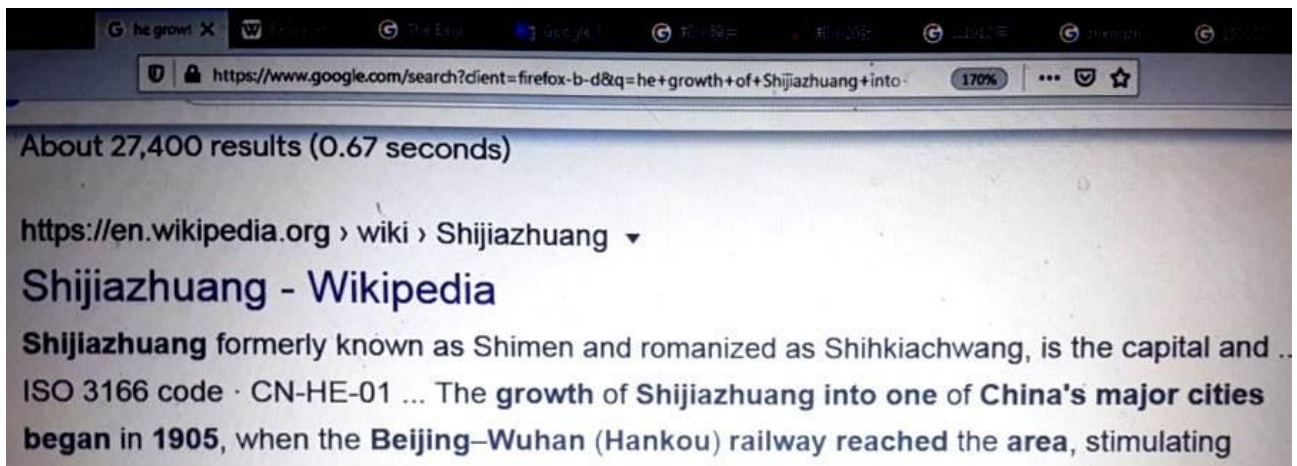 he growt
https://www.google.com/search?client=firefox-b-d&q=he+growth+of+Shijiazhuang+into
170%
About 27,400 results (0.67 seconds)
https://en.wikipedia.org › wiki › Shijiazhuang
Shijiazhuang - Wikipedia
Shijiazhuang formerly known as Shimen and romanized as Shihkiachwang, is the capital and ..
ISO 3166 code · CN-HE-01 ... The growth of Shijiazhuang into one of China's major cities
began in 1905, when the Beijing–Wuhan (Hankou) railway reached the area, stimulating